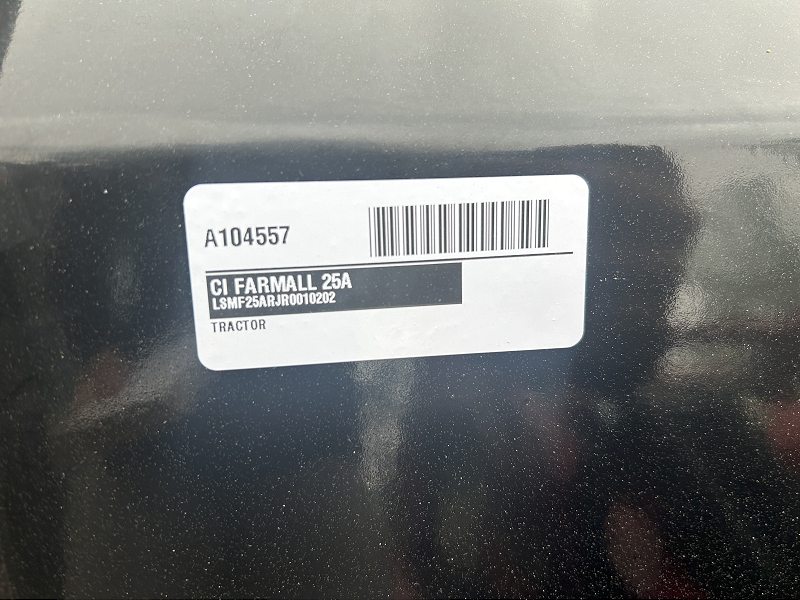 A104557
CI FARMALL 25A
LSMF25ARJR0010202
TRACTOR